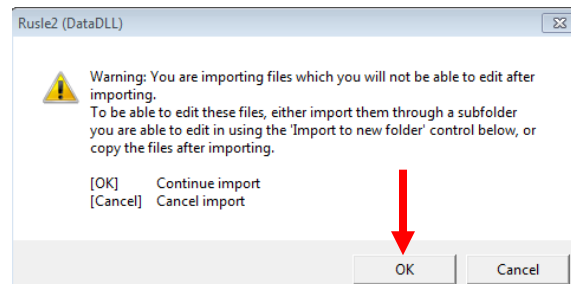 Rusle2 (DataDLL)
Warning: You are importing files which you will not be able to edit after
importing.
To be able to edit these files, either import them through a subfolder
you are able to edit in using the 'Import to new folder' control below, or
copy the files after importing.
[OK] Continue import
[Cancel] Cancel import
OK Cancel